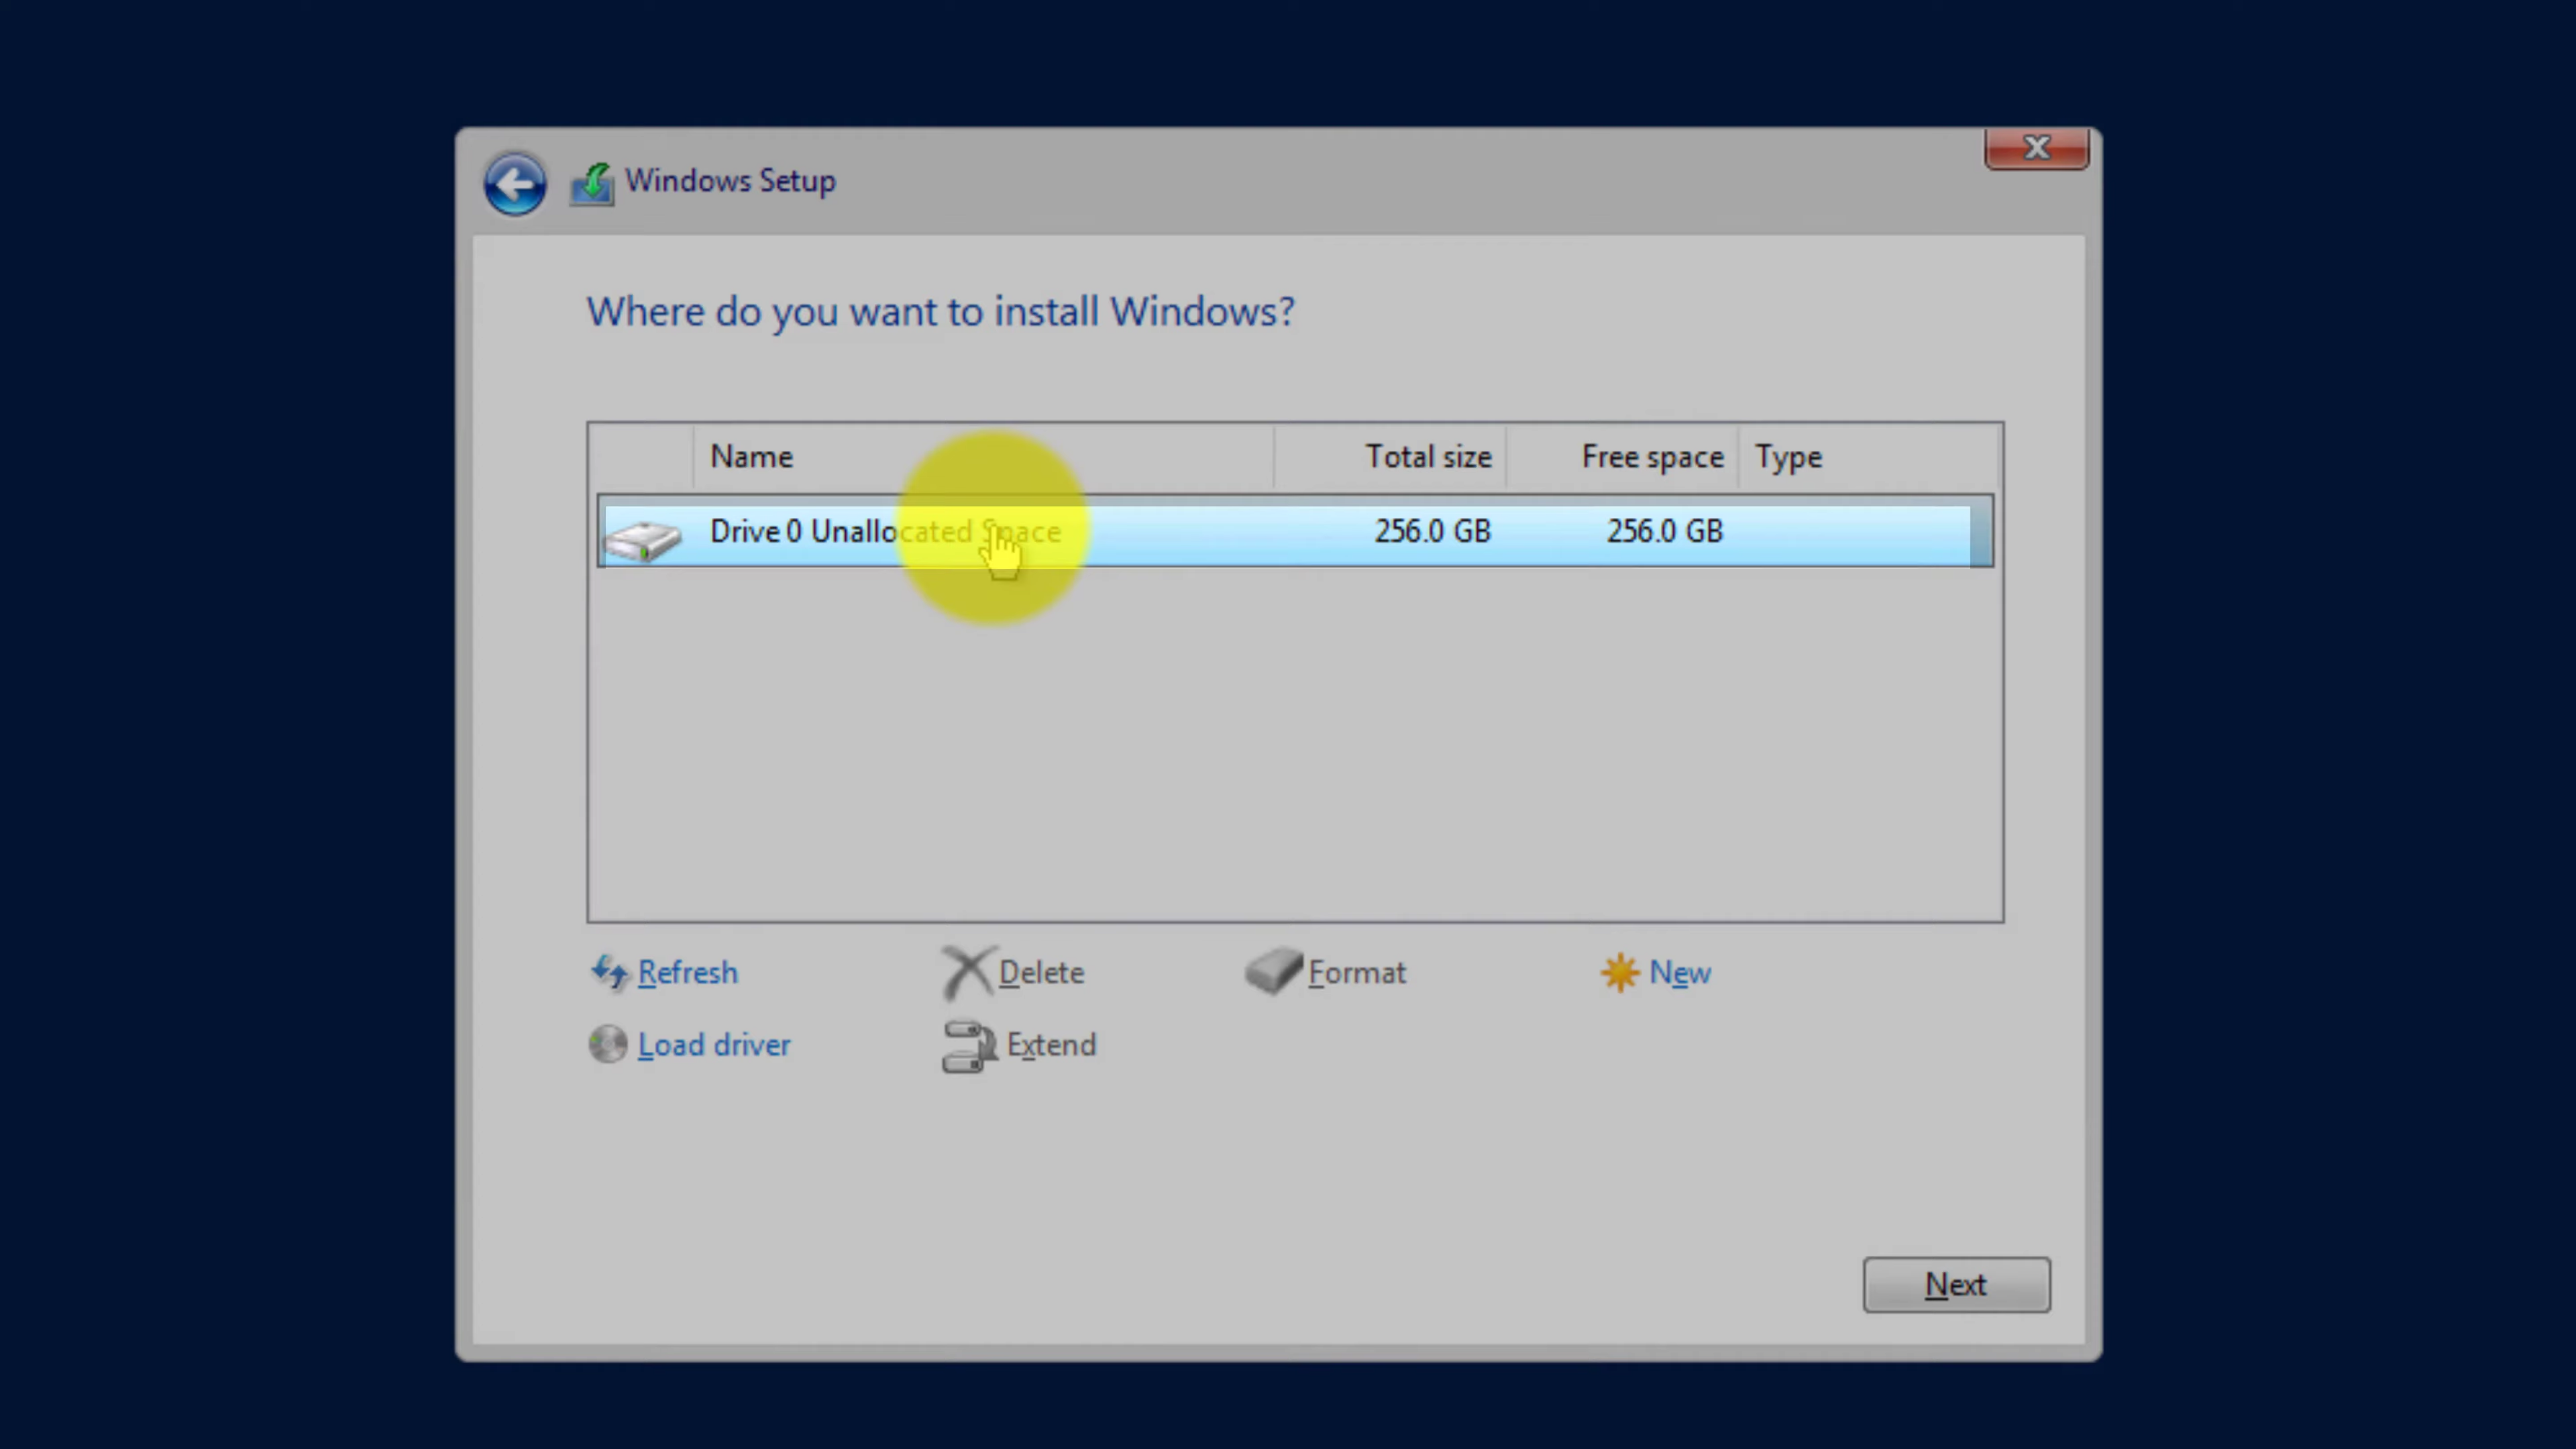 Windows Setup
Where do you want to install Windows?
Name Total size Free space Type
Drive 0 Unallocated Space 256.0 GB 256.0 GB
Refresh Delete Format New
Load driver Extend
Next